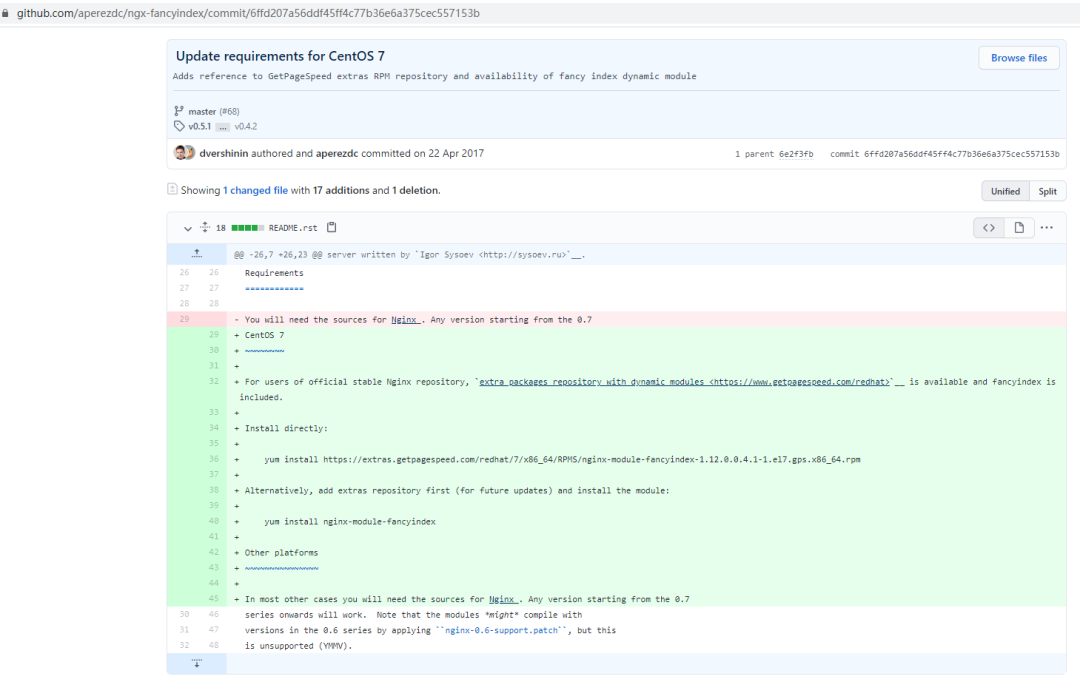 github.com/aperezdc/ngx-fancyindex/commit/6ffd207a56ddf45ff4c77b36e6a375cec557153b
Update requirements for CentOS 7
Browse files
Adds reference to GetPageSpeed extras RPM repository and availability of fancy index dynamic module
master (#68)
v0.5.1 ... v0.4.2
dvershinin authored and aperezdc committed on 22 Apr 2017
1 parent 6e2f3fb commit 6ffd207a56ddf45ff4c77b36e6a375cec557153b
Showing 1 changed file with 17 additions and 1 deletion.
Unified Split
18 README.rst
@@ -26,7 +26,23 @@ server written by `Igor Sysoev <http://sysoev.ru>`__.
26 26 Requirements
27 27 ============
28 28
29 - You will need the sources for Nginx_. Any version starting from the 0.7
29 + CentOS 7
30 + ~~~~~~~~
31 +
32 + For users of official stable Nginx repository, `extra packages repository with dynamic modules <https://www.getpagespeed.com/redhat>`__ is available and fancyindex is
included.
33 +
34 + Install directly:
35 +
36 + yum install https://extras.getpagespeed.com/redhat/7/x86_64/RPMS/nginx-module-fancyindex-1.12.0.0.4.1-1.el7.gps.x86_64.rpm
37 +
38 + Alternatively, add extras repository first (for future updates) and install the module:
39 +
40 + yum install nginx-module-fancyindex
41 +
42 + Other platforms
43 + ~~~~~~~~~~~~~~~
44 +
45 + In most other cases you will need the sources for Nginx_. Any version starting from the 0.7
30 46 series onwards will work. Note that the modules *might* compile with
31 47 versions in the 0.6 series by applying ``nginx-0.6-support.patch``, but this
32 48 is unsupported (YMMV).